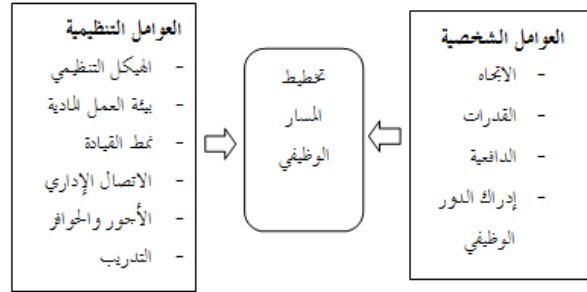 العوامل الشخصية
- الاتجاه
- القدرات
- الدافعية
- إدراك الدور
الوظيفي
تخطيط
المسار
الوظيفي
العوامل التنظيمية
- الهيكل التنظيمي
- بيئة العمل المادية
- نمط القيادة
- الاتصال الإداري
- الأجور والحوافز
- التدريب